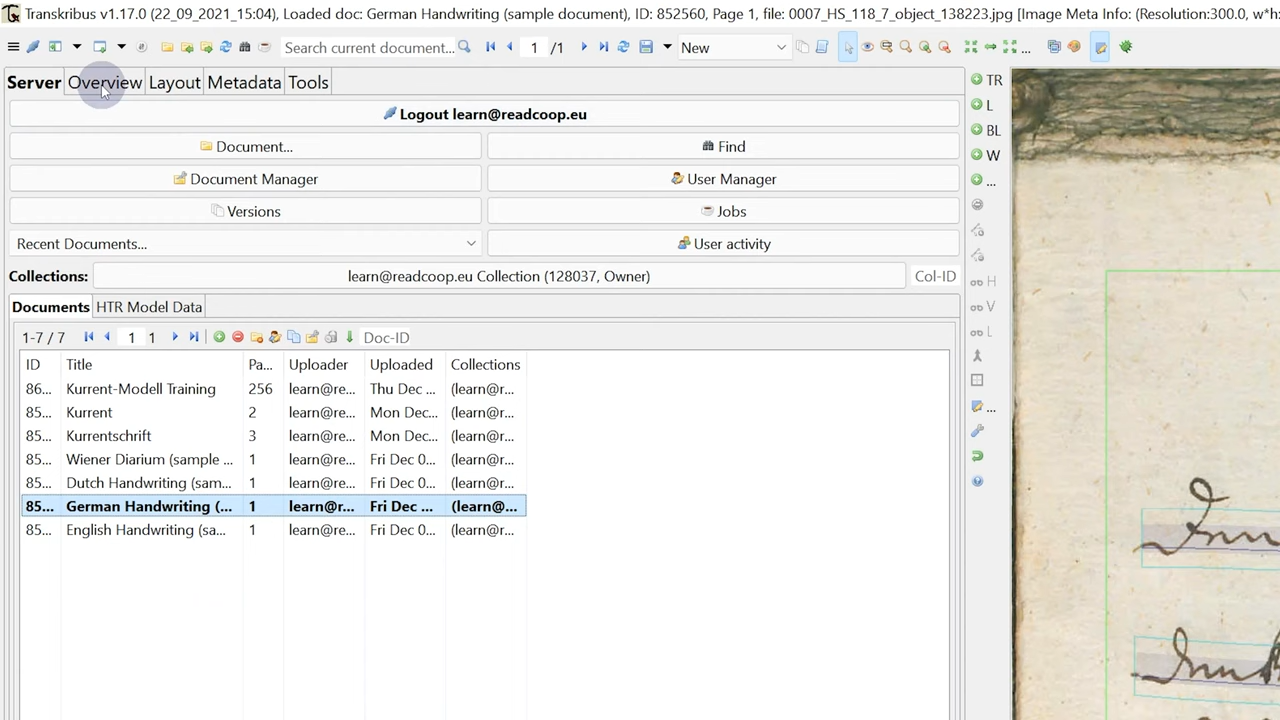 Transkribus v1.17.0 (22_09_2021_15:04), Loaded doc: German Handwriting (sample document), ID: 852560, Page 1, file: 0007_HS_118_7_object_138223.jpg [Image Meta Info: (Resolution:300.0, w*h
Search current document... 1 /1 New
Server Overview Layout Metadata Tools
Logout learn@readcoop.eu
Document... Find
Document Manager User Manager
Versions Jobs
Recent Documents... User activity
Collections: learn@readcoop.eu Collection (128037, Owner) Col-ID
Documents HTR Model Data
1-7 / 7 1 1 Doc-ID
ID Title Pa... Uploader Uploaded Collections
86... Kurrent-Modell Training 256 learn@re... Thu Dec ... (learn@r...
85... Kurrent 2 learn@re... Mon Dec... (learn@r...
85... Kurrentschrift 3 learn@re... Mon Dec... (learn@r...
85... Wiener Diarium (sample ... 1 learn@re... Fri Dec 0... (learn@r...
85... Dutch Handwriting (sam... 1 learn@re... Fri Dec 0... (learn@r...
85... German Handwriting (... 1 learn@r... Fri Dec ... (learn@...
85... English Handwriting (sa... 1 learn@re... Fri Dec 0... (learn@r...
TR
L
BL
W
...
H
V
L
...